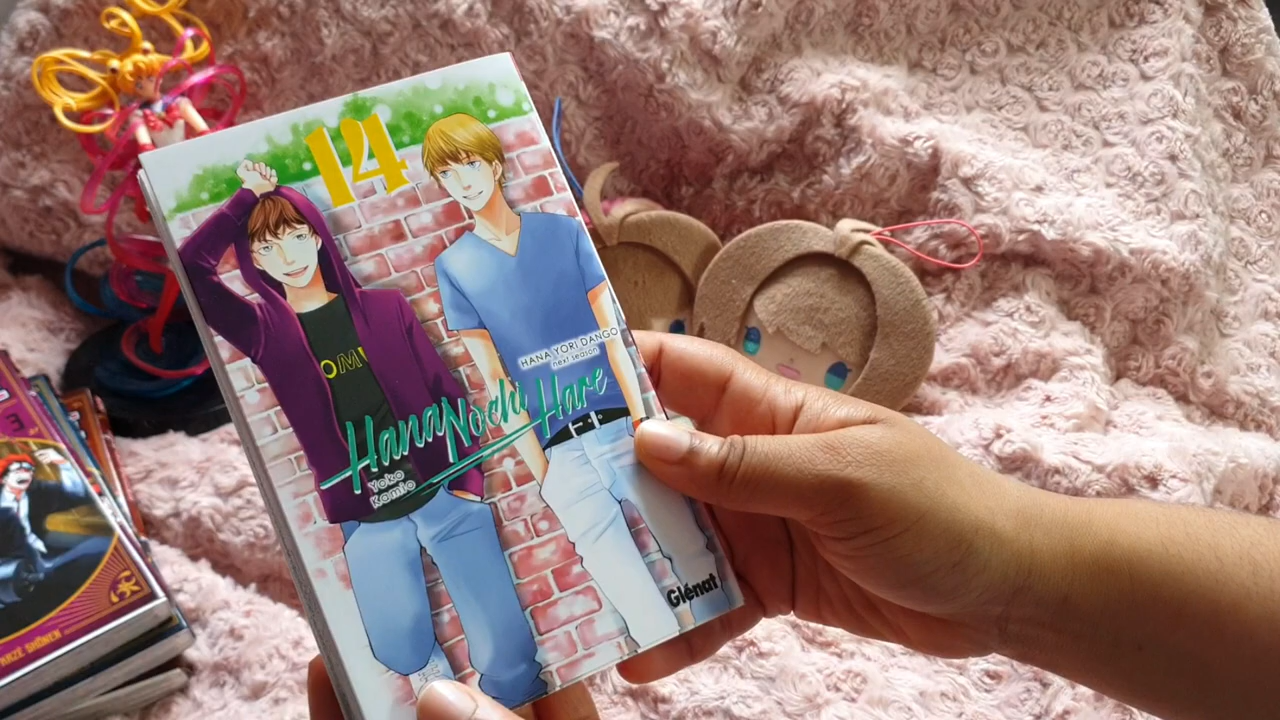 14
HANA YORI DANGO
next season
Hana Nochi Hare
Yoko
Kamio
Glénat